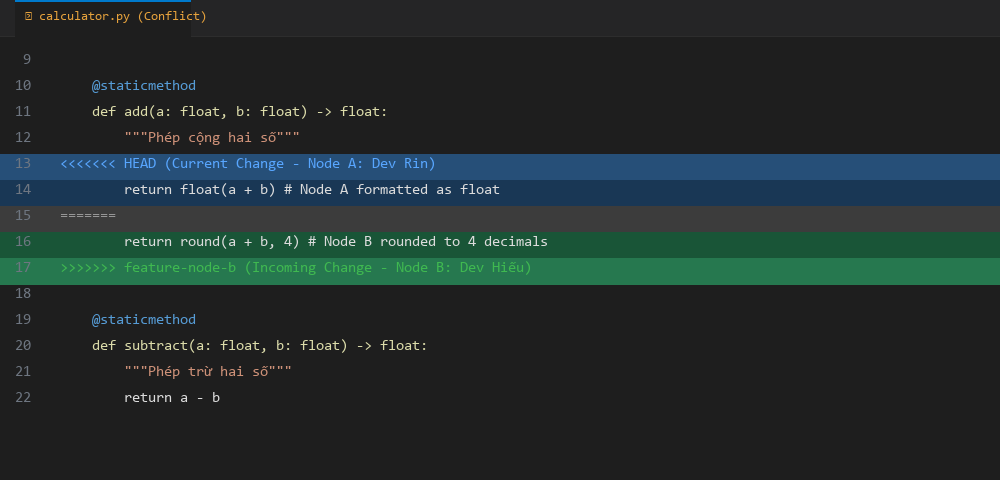 calculator.py (Conflict)
9
10 @staticmethod
11 def add(a: float, b: float) -> float:
12 """Phép cộng hai số"""
13 <<<<<<< HEAD (Current Change - Node A: Dev Rin)
14 return float(a + b) # Node A formatted as float
15 =======
16 return round(a + b, 4) # Node B rounded to 4 decimals
17 >>>>>>> feature-node-b (Incoming Change - Node B: Dev Hiếu)
18
19 @staticmethod
20 def subtract(a: float, b: float) -> float:
21 """Phép trừ hai số"""
22 return a - b